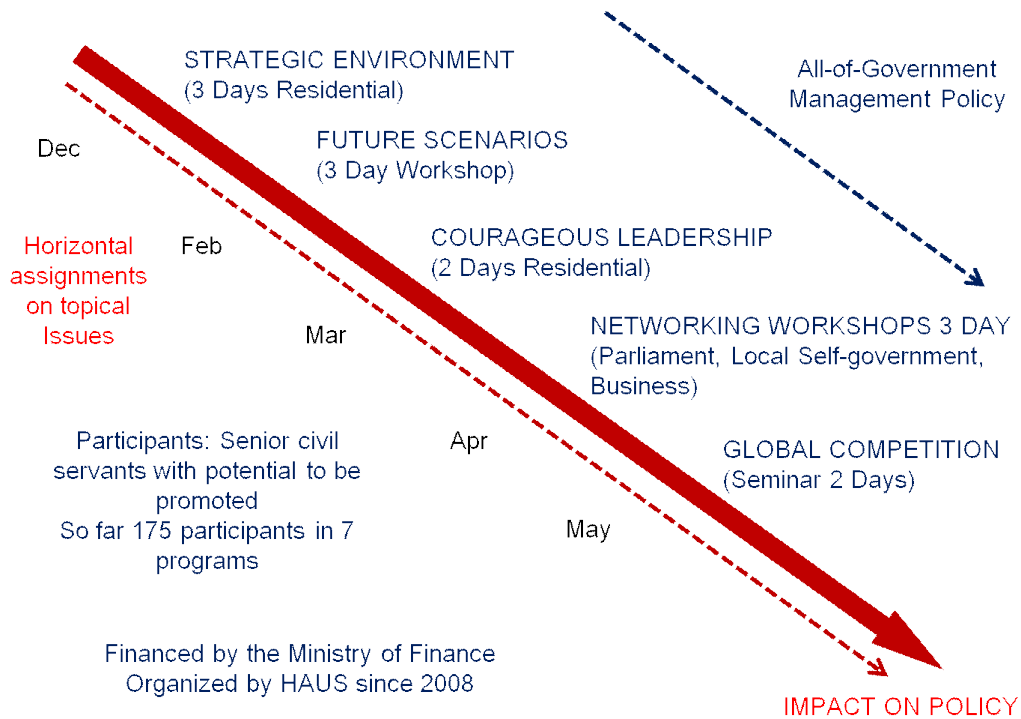 STRATEGIC ENVIRONMENT
(3 Days Residential)
All-of-Government
Management Policy
Dec
FUTURE SCENARIOS
(3 Day Workshop)
Horizontal
assignments
on topical
Issues
Feb
COURAGEOUS LEADERSHIP
(2 Days Residential)
Mar
NETWORKING WORKSHOPS 3 DAY
(Parliament, Local Self-government,
Business)
Participants: Senior civil
servants with potential to be
promoted
So far 175 participants in 7
programs
Apr
GLOBAL COMPETITION
(Seminar 2 Days)
May
Financed by the Ministry of Finance
Organized by HAUS since 2008
IMPACT ON POLICY